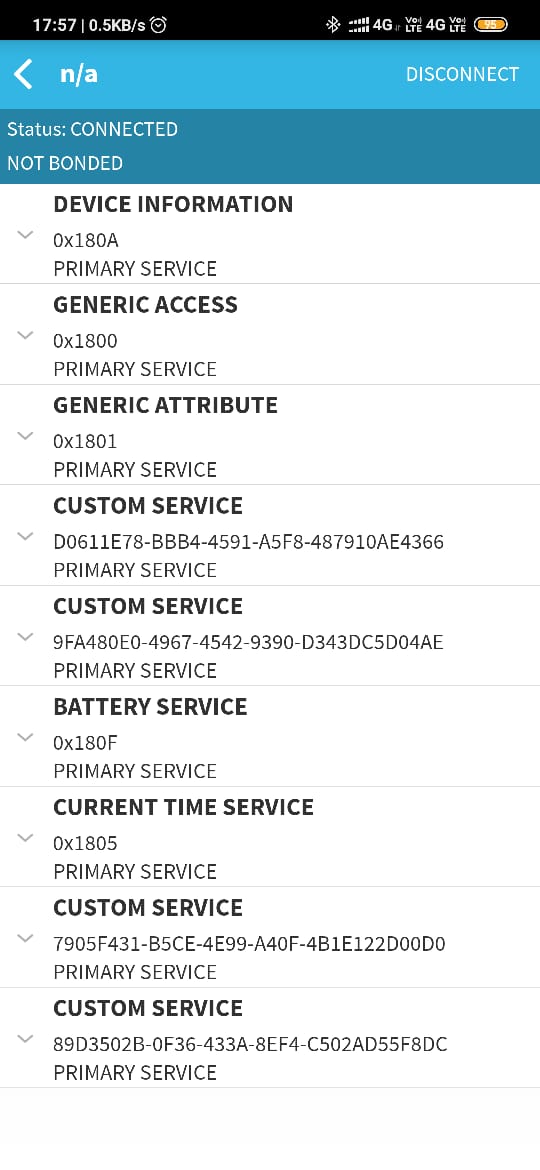 17:57 | 0.5KB/s 4G Vo) LTE 4G Vo) LTE 95
n/a DISCONNECT
Status: CONNECTED
NOT BONDED
DEVICE INFORMATION
0x180A
PRIMARY SERVICE
GENERIC ACCESS
0x1800
PRIMARY SERVICE
GENERIC ATTRIBUTE
0x1801
PRIMARY SERVICE
CUSTOM SERVICE
D0611E78-BBB4-4591-A5F8-487910AE4366
PRIMARY SERVICE
CUSTOM SERVICE
9FA480E0-4967-4542-9390-D343DC5D04AE
PRIMARY SERVICE
BATTERY SERVICE
0x180F
PRIMARY SERVICE
CURRENT TIME SERVICE
0x1805
PRIMARY SERVICE
CUSTOM SERVICE
7905F431-B5CE-4E99-A40F-4B1E122D00D0
PRIMARY SERVICE
CUSTOM SERVICE
89D3502B-0F36-433A-8EF4-C502AD55F8DC
PRIMARY SERVICE